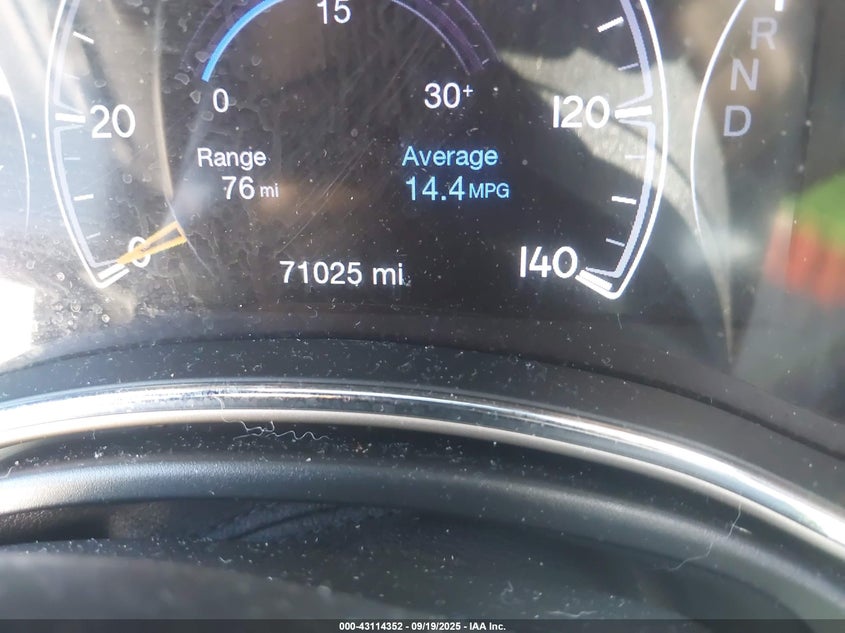 15
0
30+
R
N
D
20
120
Range
76 mi
Average
14.4 MPG
0
71025 mi
140
000-43114352 - 09/19/2025 - IAA Inc.